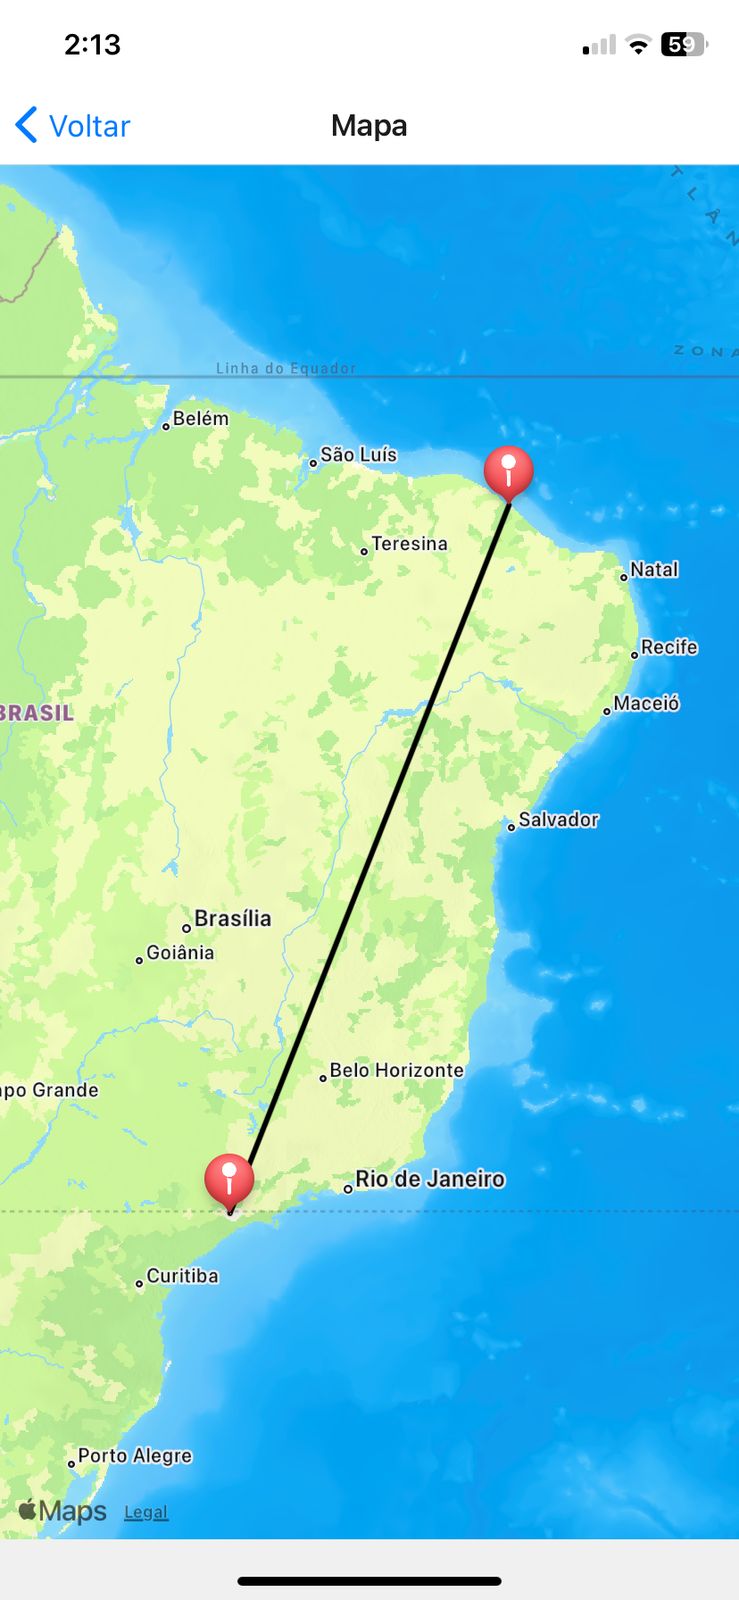 2:13
59
Voltar
Mapa
TLÂN
ZONA
Linha do Equador
Belém
São Luís
Teresina
Natal
Recife
BRASIL
Maceió
Salvador
Brasília
Goiânia
Belo Horizonte
po Grande
Rio de Janeiro
Curitiba
Porto Alegre
Maps
Legal